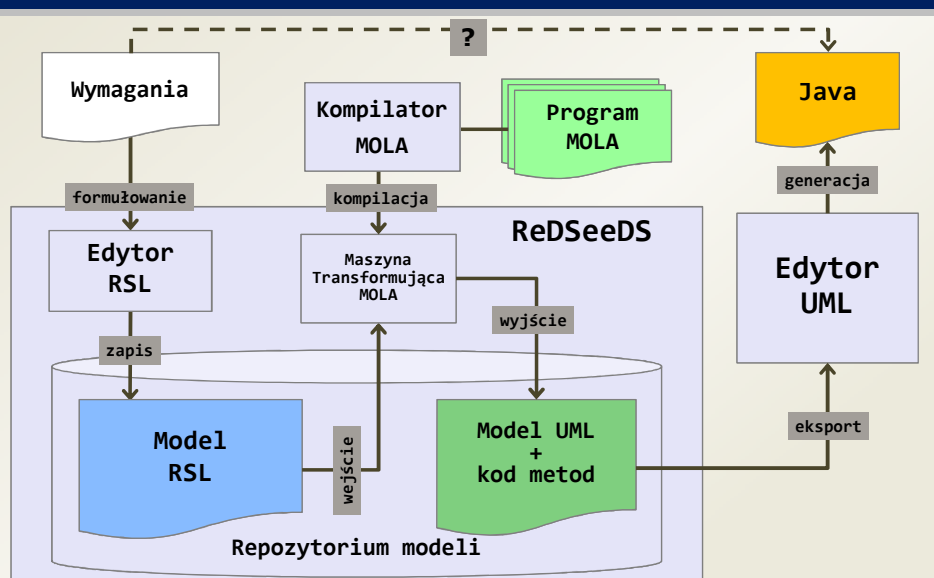 ?
Wymagania
Kompilator
MOLA
Program
MOLA
Java
formułowanie
kompilacja
generacja
ReDSeeDS
Edytor
RSL
Maszyna
Transformująca
MOLA
Edytor
UML
wyjście
zapis
Model
RSL
wejście
Model UML
+
kod metod
eksport
Repozytorium modeli